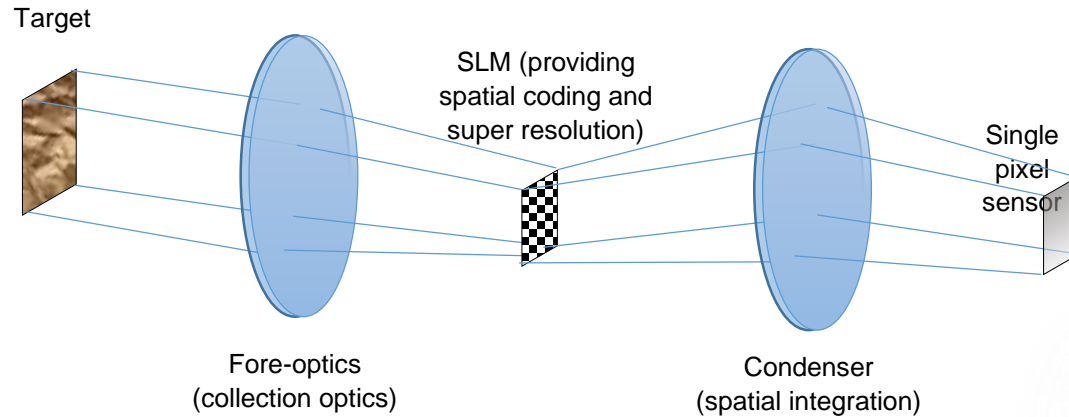 Target
SLM (providing
spatial coding and
super resolution)
Single
pixel
sensor
Fore-optics
(collection optics)
Condenser
(spatial integration)